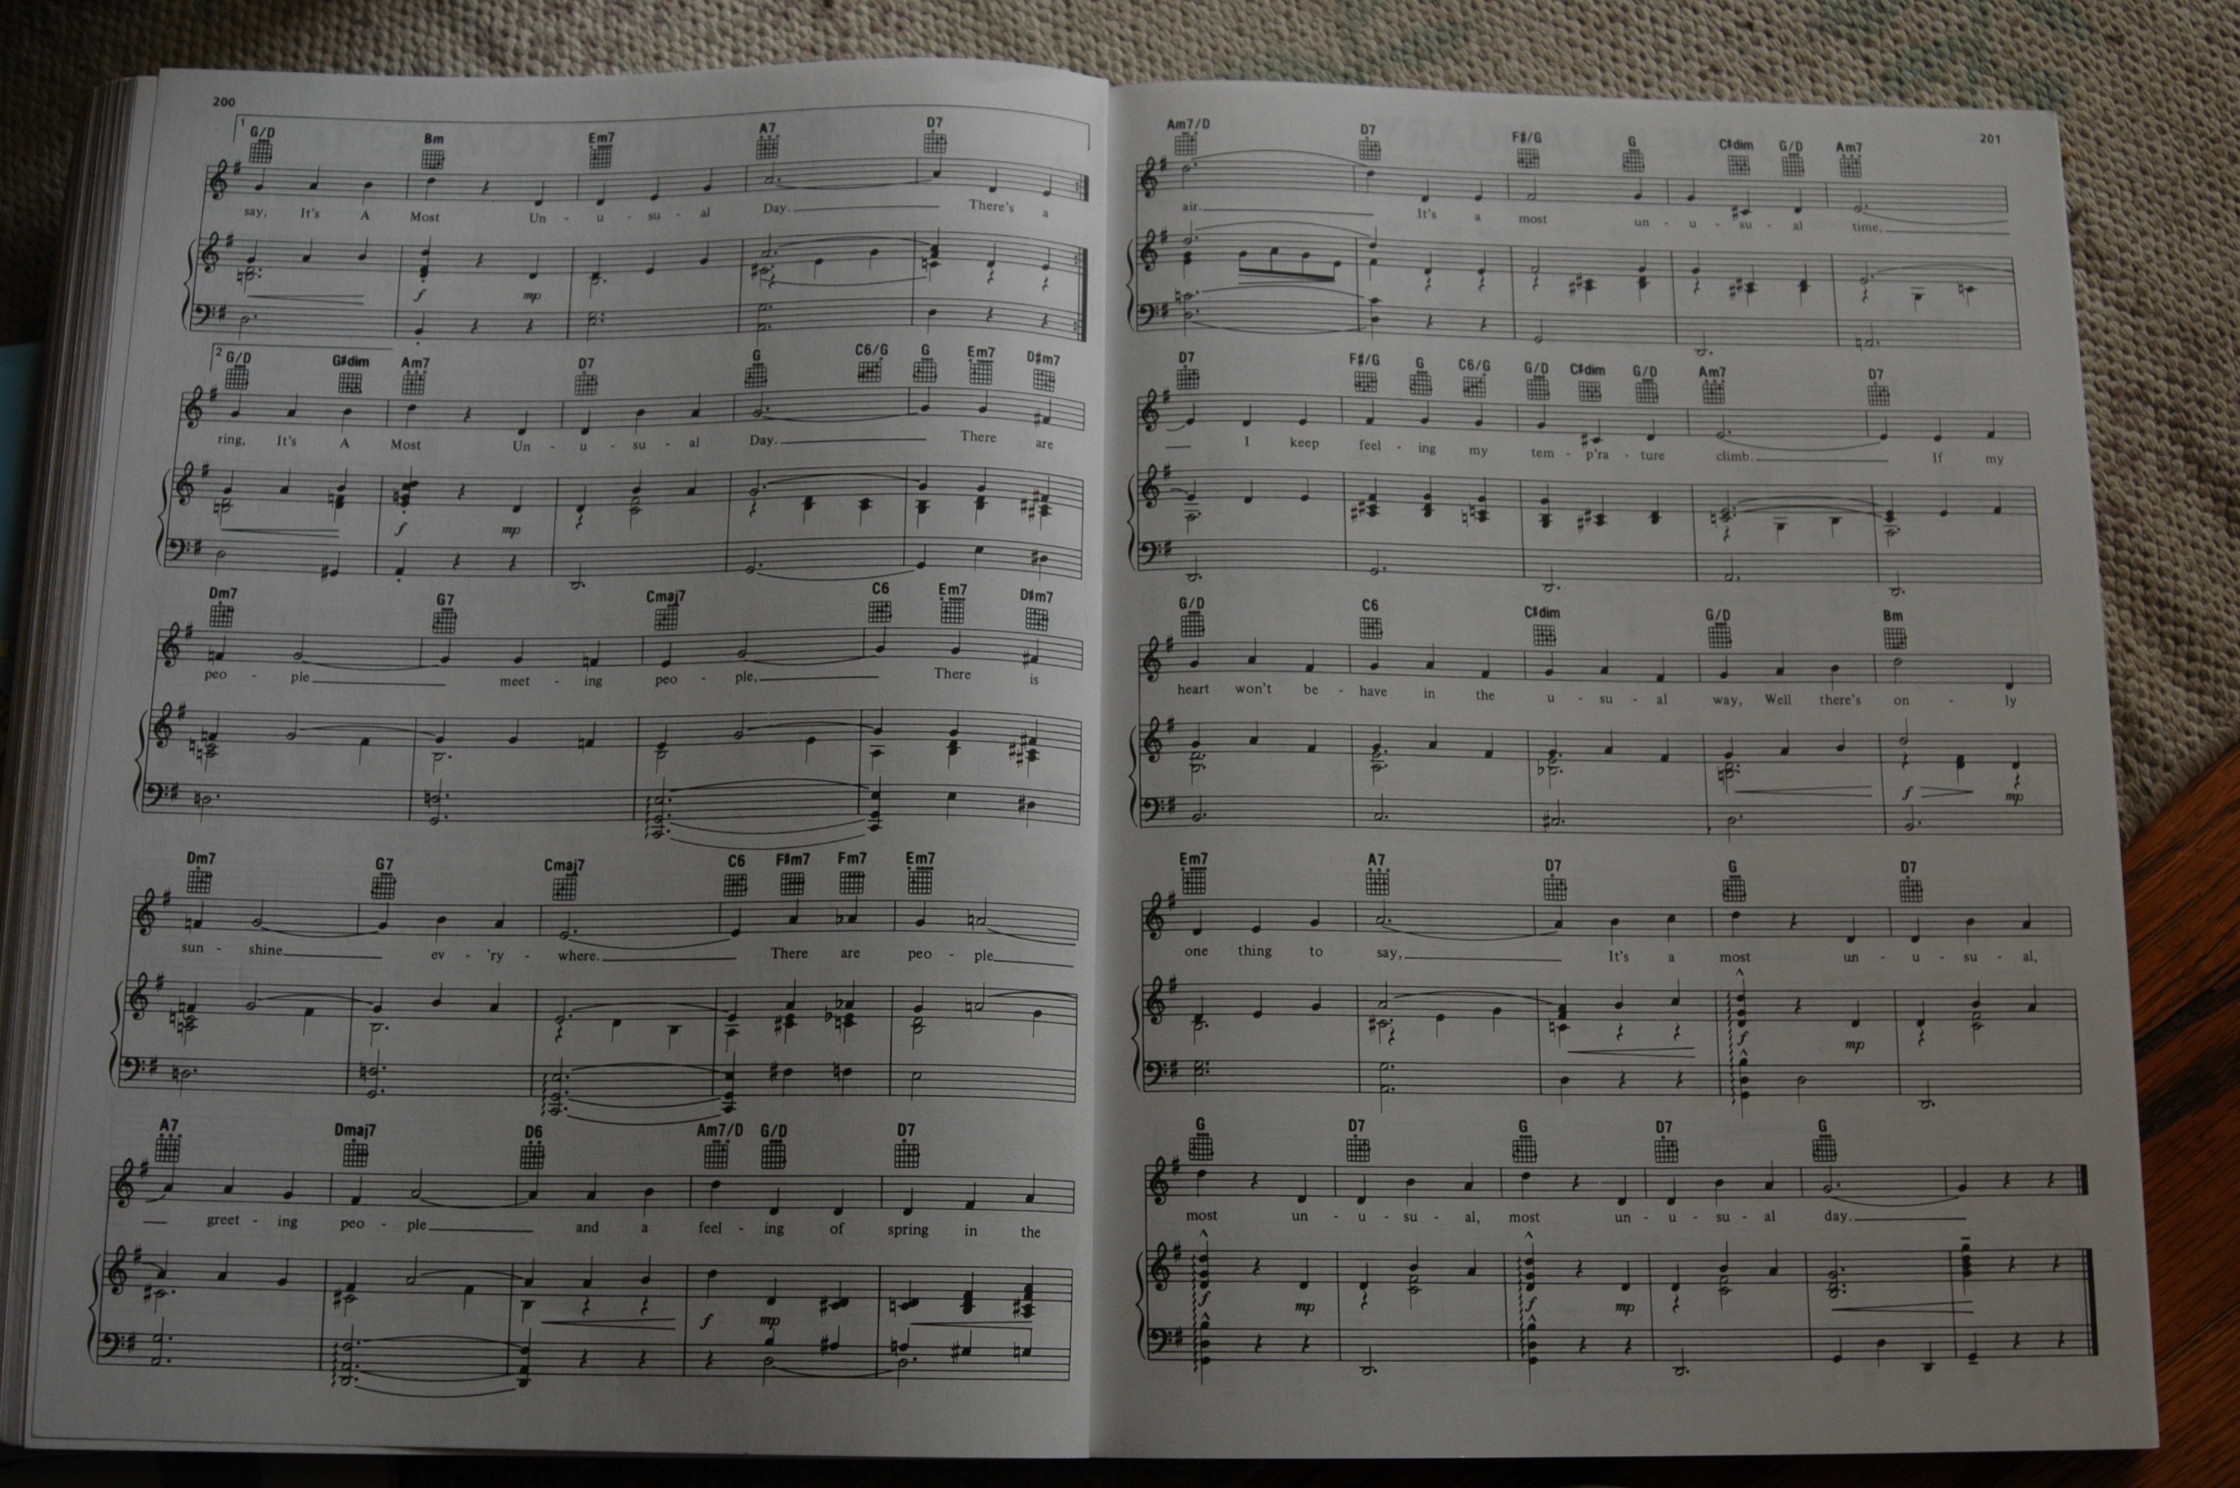 200
1
G/D Bm Em7 A7 D7
say, It's A Most Un - u - su - al Day. There's a
mp
f
2
G/D G#dim Am7 D7 G C6/G G Em7 D#m7
ring, It's A Most Un - u - su - al Day. There are
mp
f
Dm7 G7 Cmaj7 C6 Em7 D#m7
peo - ple meet - ing peo - ple, There is
Dm7 G7 Cmaj7 C6 F#m7 Fm7 Em7
sun - shine ev - 'ry - where. There are peo - ple
A7 Dmaj7 D6 Am7/D G/D D7
greet - ing peo - ple and a feel - ing of spring in the
f mp
201
Am7/D D7 F#/G G C#dim G/D Am7
air. It's a most un - u - su - al time.
D7 F#/G G C6/G G/D C#dim G/D Am7 D7
I keep feel - ing my tem - p'ra - ture climb. If my
G/D C6 C#dim G/D Bm
heart won't be - have in the u - su - al way, Well there's on - ly
f mp
Em7 A7 D7 G D7
one thing to say, It's a most un - u - su - al,
f mp
G D7 G D7 G
most un - u - su - al, most un - u - su - al day.
f mp f mp